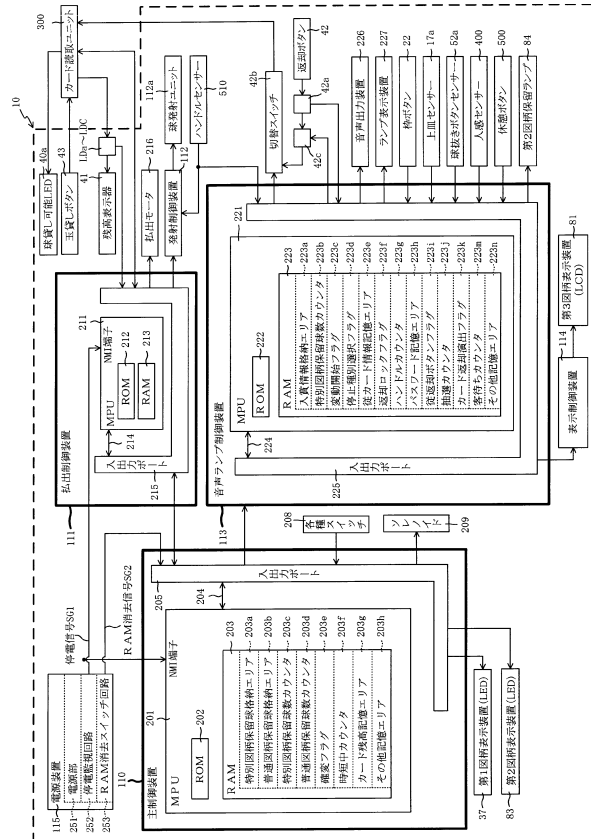 10
300
カード読取ユニット
球貸し可能LED
40a
玉貸しボタン
43
残高表示器
41
LDa～LDC
払出モータ
216
発射制御装置
112
球発射ユニット
112a
ハンドルセンサー
510
切替スイッチ
42b
返却ボタン
42
42a
42c
音声出力装置
226
ランプ表示装置
227
枠ボタン
22
上皿センサー
17a
球抜きボタンセンサー
52a
人感センサー
400
休憩ボタン
500
第2図柄保留ランプ
84
払出制御装置
111
211
MPU
NMI端子
ROM
212
RAM
213
214
入出力ポート
215
音声ランプ制御装置
113
221
MPU
ROM
222
RAM
223
入賞情報格納エリア
223a
特別図柄保留球数カウンタ
223b
変動開始フラグ
223c
停止種別選択フラグ
223d
従カード情報記憶エリア
223e
返却ロックフラグ
223f
ハンドルカウンタ
223g
パスワード記憶エリア
223h
従返却ボタンフラグ
223i
抽選カウンタ
223j
カード返却演出フラグ
223k
客待ちカウンタ
223m
その他記憶エリア
223n
224
入出力ポート
225
表示制御装置
114
第3図柄表示装置
(LCD)
81
停電信号SG1
RAM消去信号SG2
115
電源装置
251
電源部
252
停電監視回路
253
RAM消去スイッチ回路
主制御装置
110
201
MPU
NMI端子
ROM
202
RAM
203
特別図柄保留球格納エリア
203a
普通図柄保留球格納エリア
203b
特別図柄保留球数カウンタ
203c
普通図柄保留球数カウンタ
203d
確変フラグ
203e
時短中カウンタ
203f
カード残高記憶エリア
203g
その他記憶エリア
203h
204
入出力ポート
205
各種スイッチ
208
ソレノイド
209
37
第1図柄表示装置(LED)
83
第2図柄表示装置(LED)